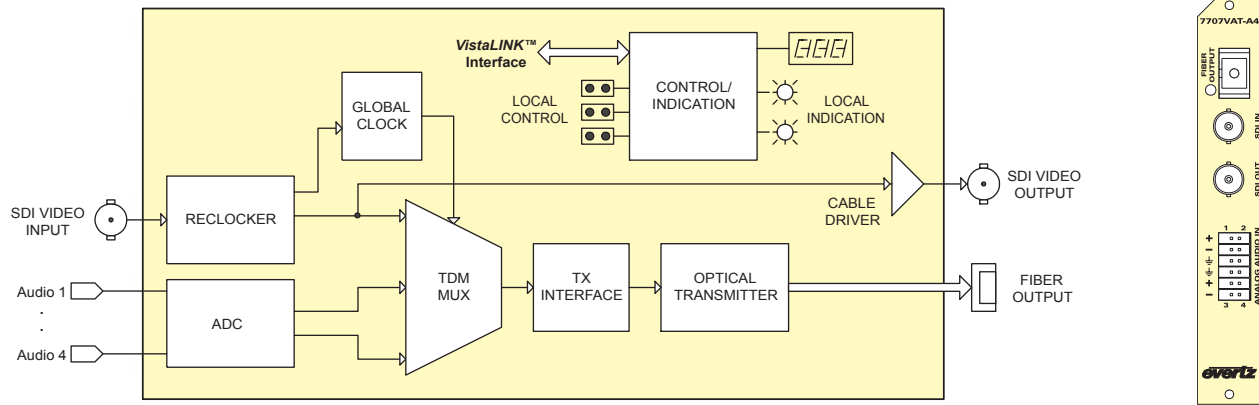 VistaLINK™
Interface
CONTROL/
INDICATION
LOCAL
CONTROL
LOCAL
INDICATION
GLOBAL
CLOCK
SDI VIDEO
INPUT
RECLOCKER
CABLE
DRIVER
SDI VIDEO
OUTPUT
Audio 1
.
.
Audio 4
ADC
TDM
MUX
TX
INTERFACE
OPTICAL
TRANSMITTER
FIBER
OUTPUT
7707VAT-A4
FIBER
OUTPUT
SDI IN
SDI OUT
1 2
+
-
+
-
3 4
ANALOG AUDIO IN
evertz